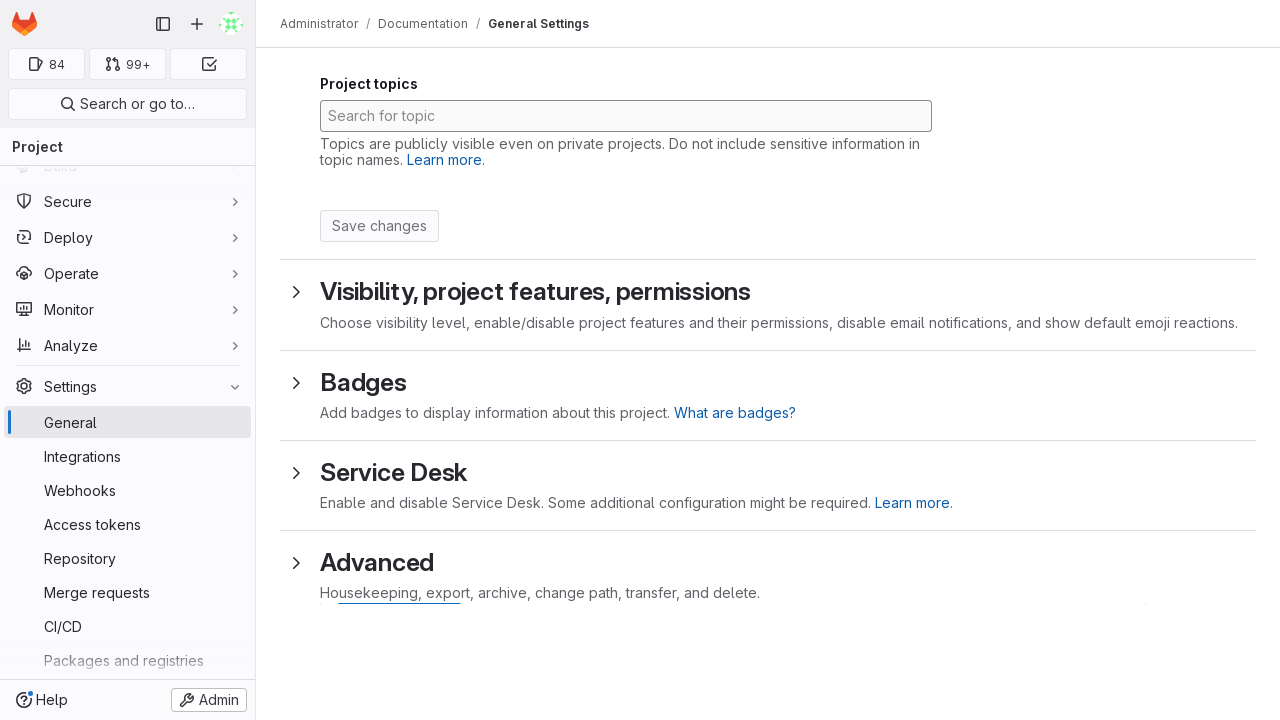 84
99+
Search or go to…
Project
Build
Secure
Deploy
Operate
Monitor
Analyze
Settings
General
Integrations
Webhooks
Access tokens
Repository
Merge requests
CI/CD
Packages and registries
Help
Admin
Administrator / Documentation / General Settings
Project topics
Search for topic
Topics are publicly visible even on private projects. Do not include sensitive information in
topic names. Learn more.
Save changes
Visibility, project features, permissions
Choose visibility level, enable/disable project features and their permissions, disable email notifications, and show default emoji reactions.
Badges
Add badges to display information about this project. What are badges?
Service Desk
Enable and disable Service Desk. Some additional configuration might be required. Learn more.
Advanced
Housekeeping, export, archive, change path, transfer, and delete.